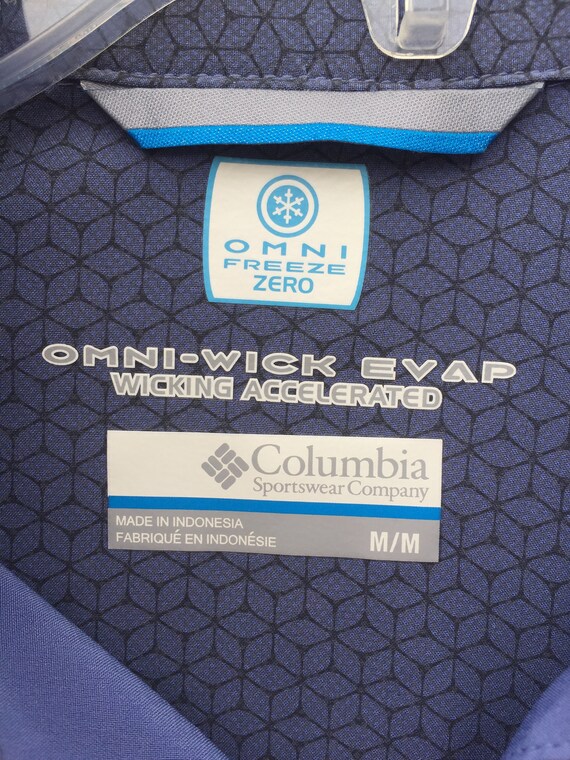 OMNI
FREEZE
ZERO
OMNI-WICK EVAP
WICKING ACCELERATED
Columbia
Sportswear Company
MADE IN INDONESIA
FABRIQUÉ EN INDONÉSIE
M/M